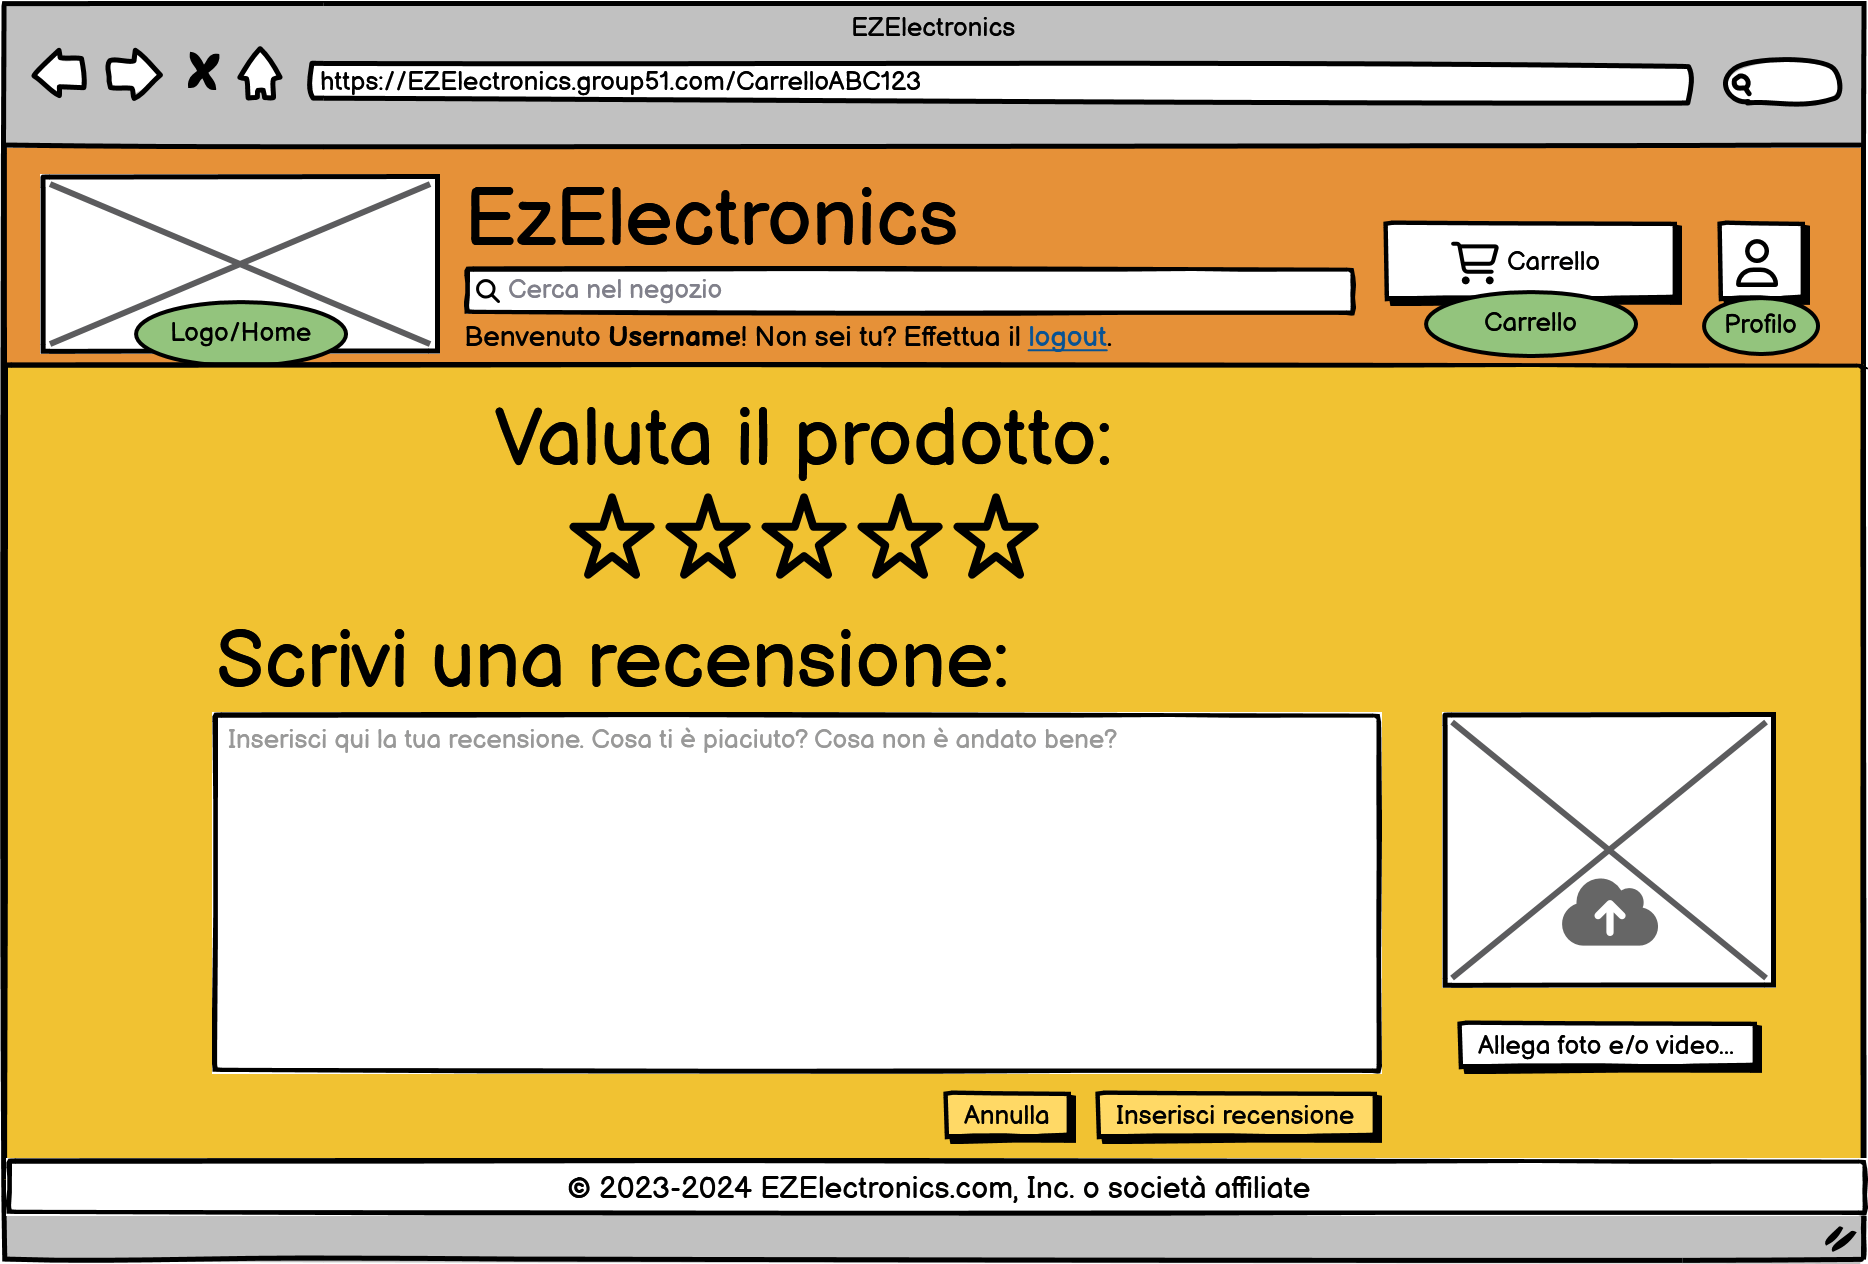 EZElectronics
https://EZElectronics.group51.com/CarrelloABC123
EzElectronics
Cerca nel negozio
Benvenuto Username! Non sei tu? Effettua il logout.
Logo/Home
Carrello
Carrello
Profilo
Valuta il prodotto:
Scrivi una recensione:
Inserisci qui la tua recensione. Cosa ti è piaciuto? Cosa non è andato bene?
Allega foto e/o video...
Annulla
Inserisci recensione
© 2023-2024 EZElectronics.com, Inc. o società affiliate